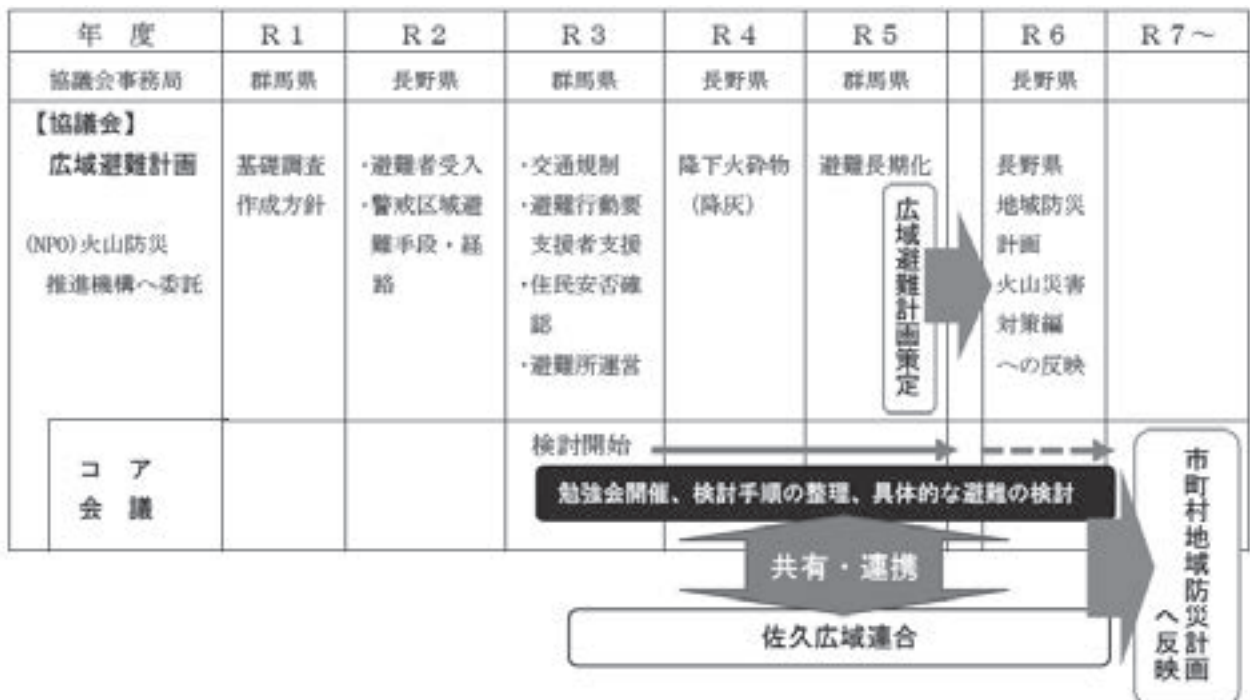 年 度 R1 R2 R3 R4 R5 R6 R7～
協議会事務局 群馬県 長野県 群馬県 長野県 群馬県 長野県
【協議会】
広域避難計画
(NPO)火山防災
推進機構へ委託
基礎調査
作成方針
・避難者受入
・警戒区域避
難手段・経
路
・交通規制
・避難行動要
支援者支援
・住民安否確
認
・避難所運営
降下火砕物
(降灰)
避難長期化
広域避難計画策定
長野県
地域防災
計画
火山災害
対策編
への反映
コ ア
会 議
検討開始
勉強会開催、検討手順の整理、具体的な避難の検討
共有・連携
佐久広域連合
市町村地域防災計画
へ反映